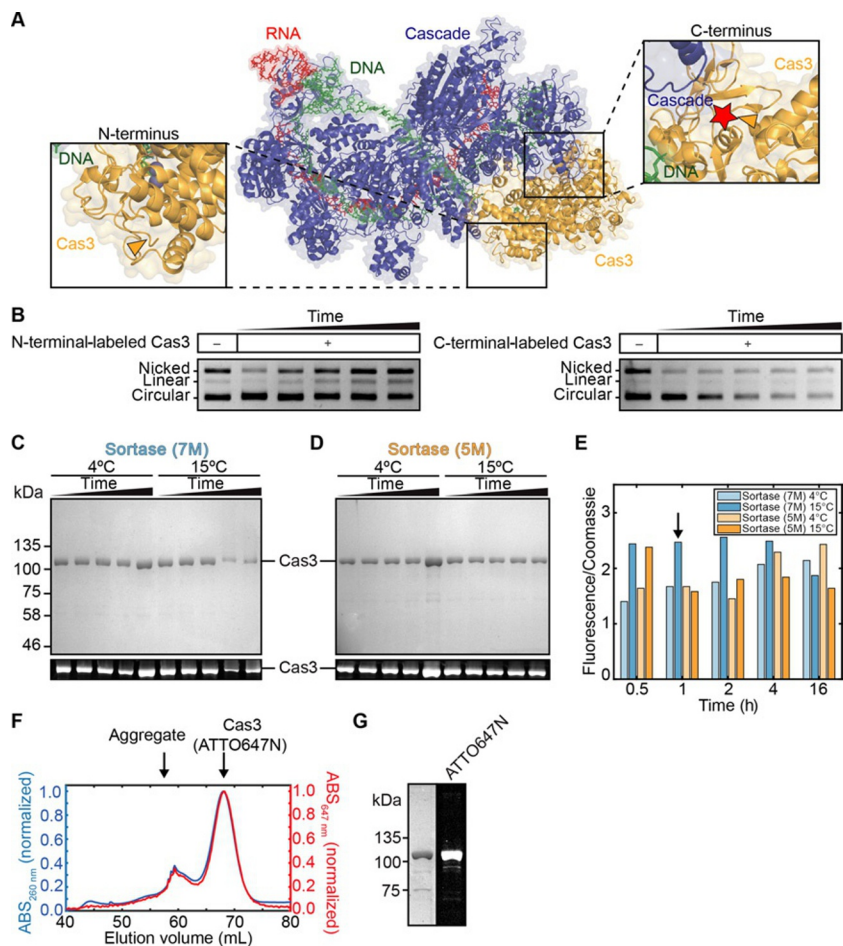 A
RNA
DNA
Cascade
C-terminus
Cas3
Cascade
DNA
N-terminus
DNA
Cas3
Cas3
B
Time
N-terminal-labeled Cas3
–
+
Nicked
Linear
Circular
Time
C-terminal-labeled Cas3
–
+
Nicked
Linear
Circular
C
Sortase (7M)
4ºC 15ºC
Time Time
kDa
135
100
75
58
46
Cas3
Cas3
D
Sortase (5M)
4ºC 15ºC
Time Time
E
Fluorescence/Coomassie
3
2
1
0
Sortase (7M) 4°C
Sortase (7M) 15°C
Sortase (5M) 4°C
Sortase (5M) 15°C
0.5 1 2 4 16
Time (h)
F
Aggregate
Cas3
(ATTO647N)
ABS260 nm (normalized)
1.0
0.8
0.6
0.4
0.2
0.0
ABS647 nm (normalized)
1.0
0.8
0.6
0.4
0.2
0.0
40 50 60 70 80
Elution volume (mL)
G
ATTO647N
kDa
135
100
75